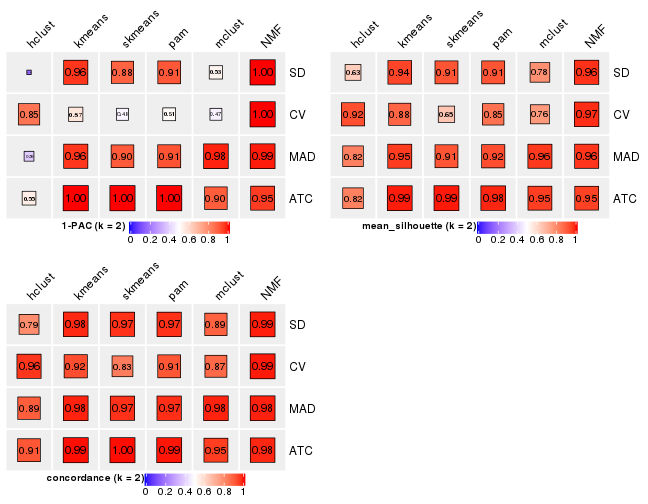 hclust kmeans skmeans pam mclust NMF
0.96 0.88 0.91 0.53 1.00 SD
0.85 0.57 0.51 0.47 1.00 CV
0.96 0.90 0.91 0.98 0.99 MAD
0.55 1.00 1.00 1.00 0.90 0.95 ATC
1-PAC (k = 2)
0 0.2 0.4 0.6 0.8 1
hclust kmeans skmeans pam mclust NMF
0.63 0.94 0.91 0.91 0.78 0.96 SD
0.92 0.88 0.65 0.85 0.76 0.97 CV
0.82 0.95 0.91 0.92 0.96 0.96 MAD
0.82 0.99 0.99 0.98 0.95 0.95 ATC
mean_silhouette (k = 2)
0 0.2 0.4 0.6 0.8 1
hclust kmeans skmeans pam mclust NMF
0.79 0.98 0.97 0.97 0.89 0.99 SD
0.96 0.92 0.83 0.91 0.87 0.99 CV
0.89 0.98 0.97 0.97 0.98 0.98 MAD
0.91 0.99 1.00 0.99 0.95 0.98 ATC
concordance (k = 2)
0 0.2 0.4 0.6 0.8 1